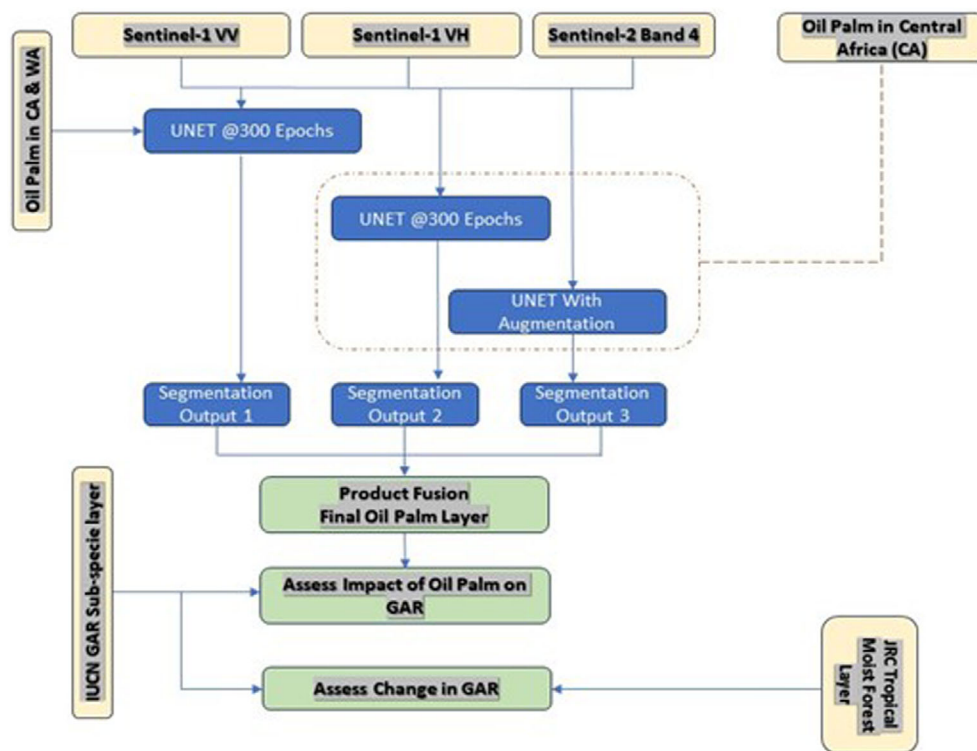 Sentinel-1 VV
Sentinel-1 VH
Sentinel-2 Band 4
Oil Palm in Central
Africa (CA)
Oil Palm in CA & WA
UNET @300 Epochs
UNET @300 Epochs
UNET With
Augmentation
Segmentation
Output 1
Segmentation
Output 2
Segmentation
Output 3
IUCN GAR Sub-specie layer
Product Fusion
Final Oil Palm Layer
Assess Impact of Oil Palm on
GAR
Assess Change in GAR
JRC Tropical
Moist Forest
Layer